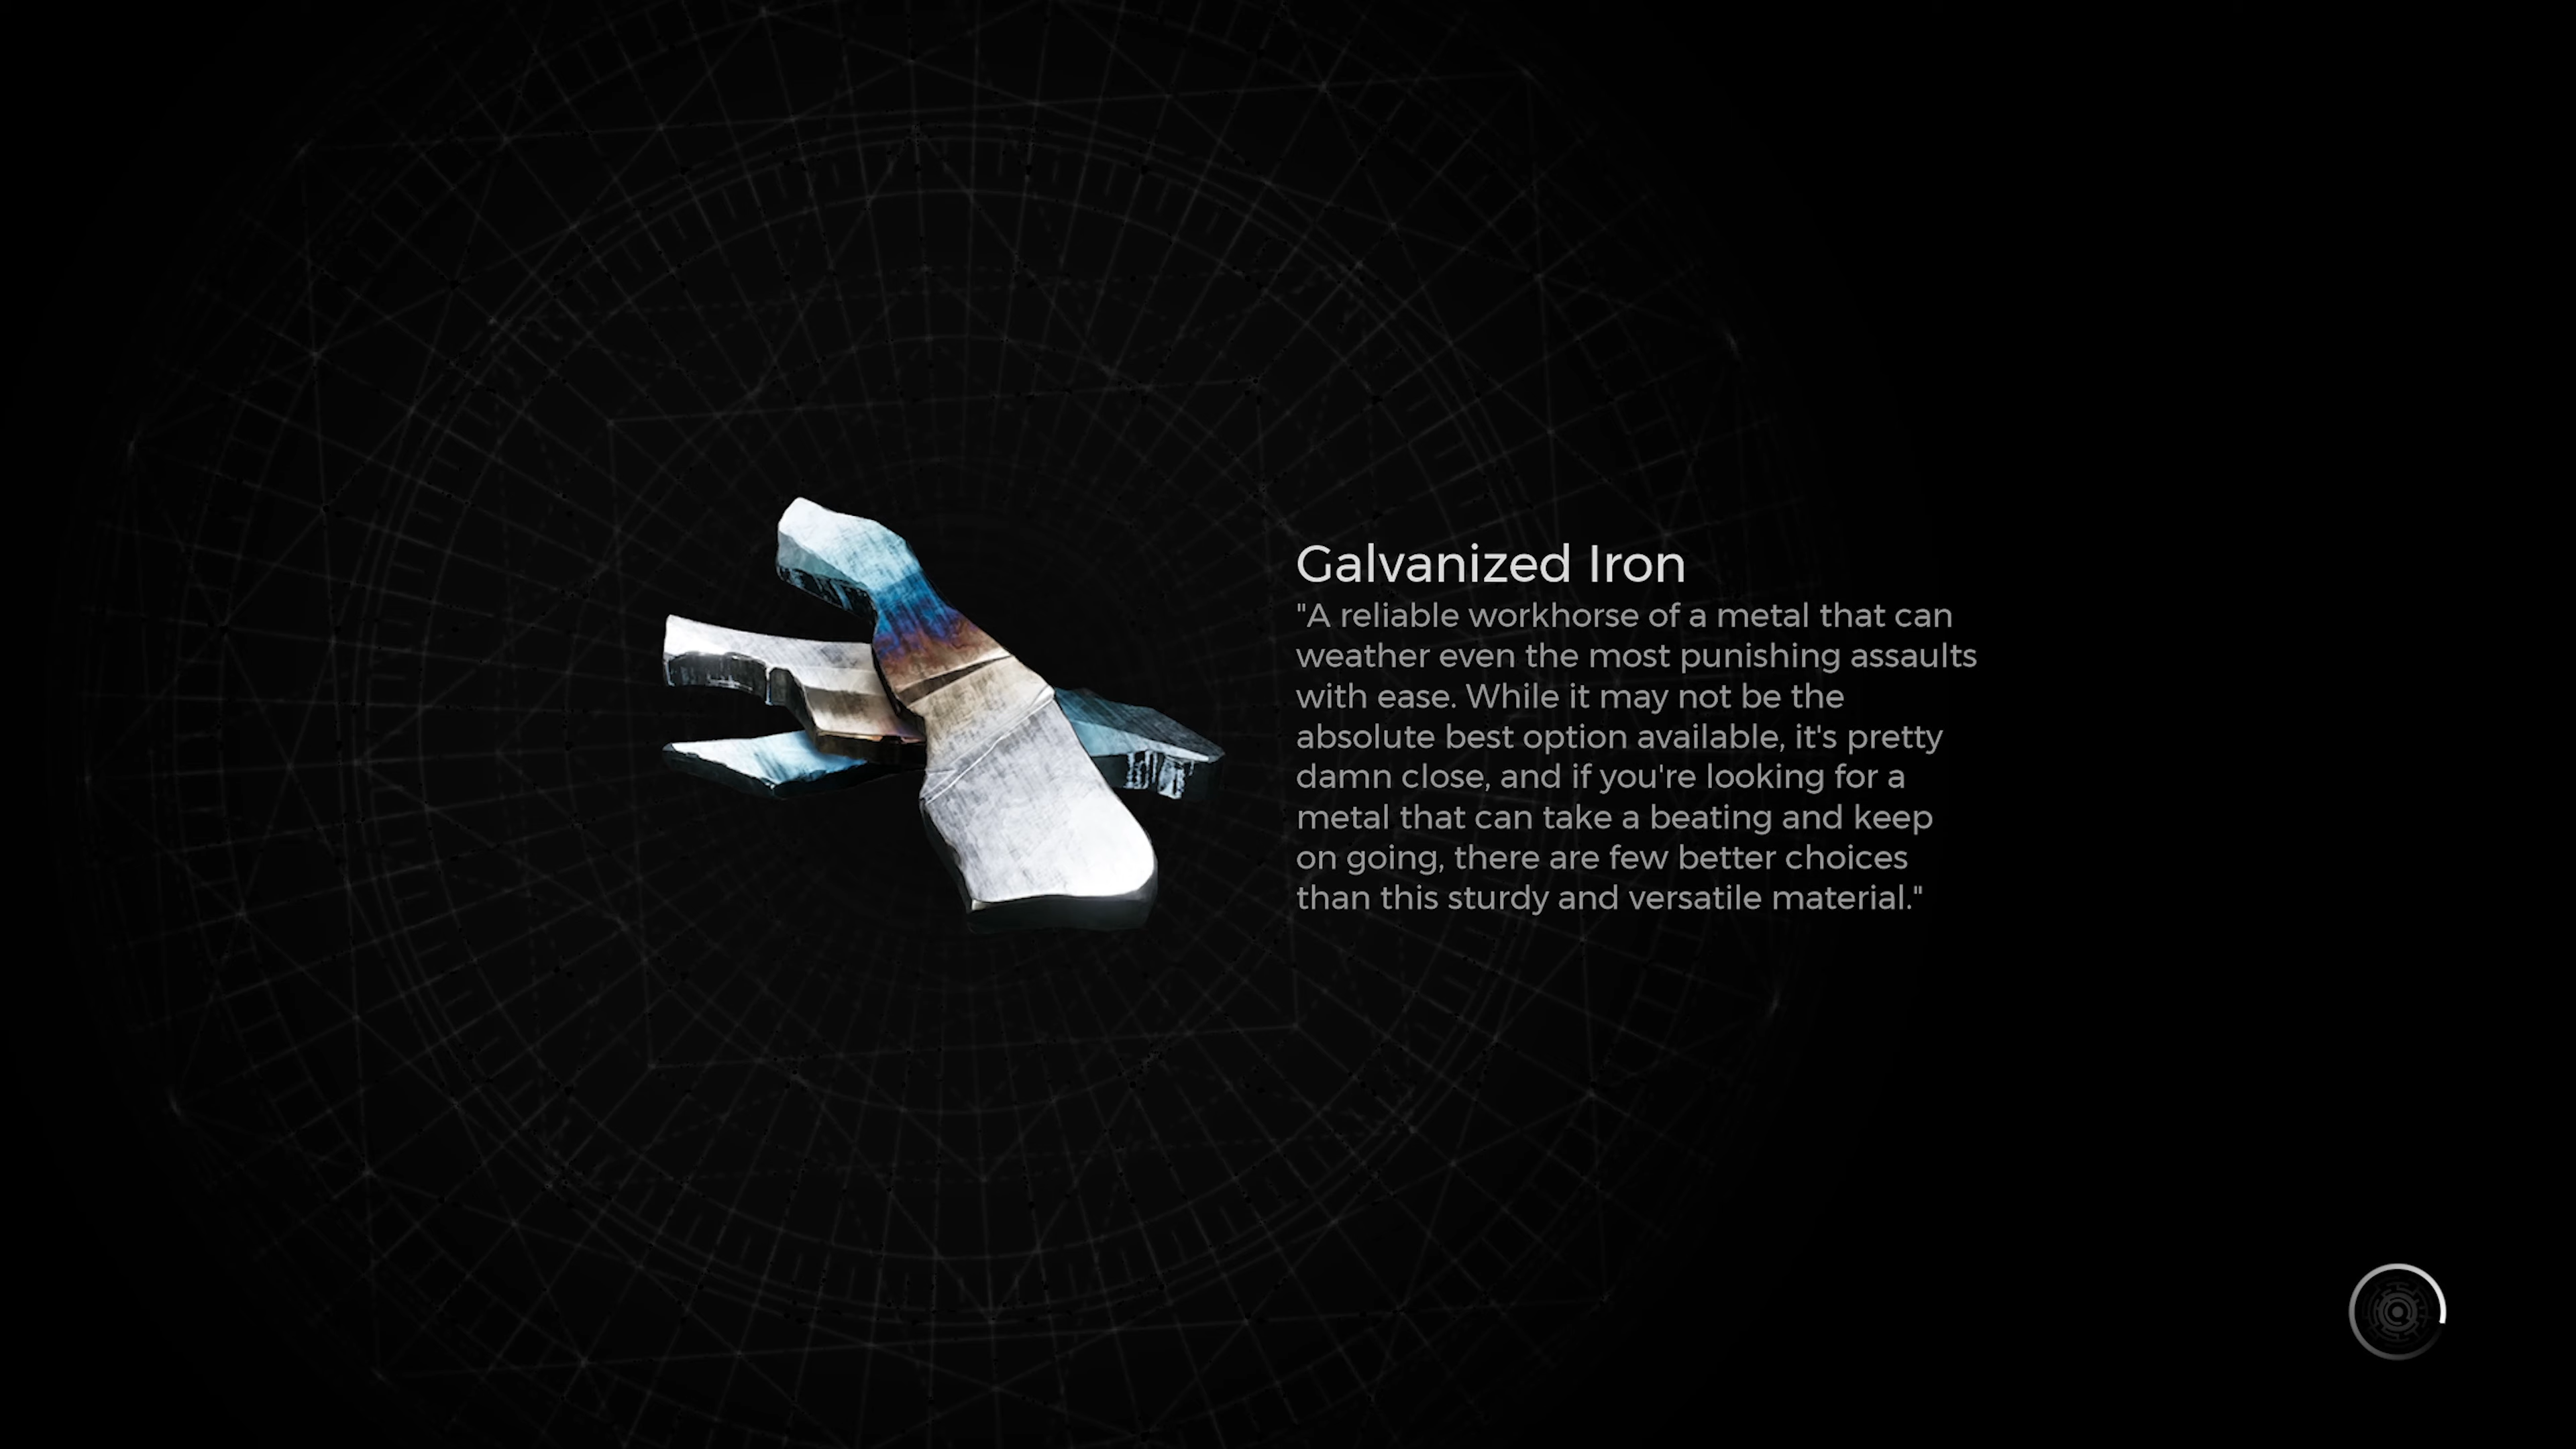 Galvanized Iron
"A reliable workhorse of a metal that can
weather even the most punishing assaults
with ease. While it may not be the
absolute best option available, it's pretty
damn close, and if you're looking for a
metal that can take a beating and keep
on going, there are few better choices
than this sturdy and versatile material."